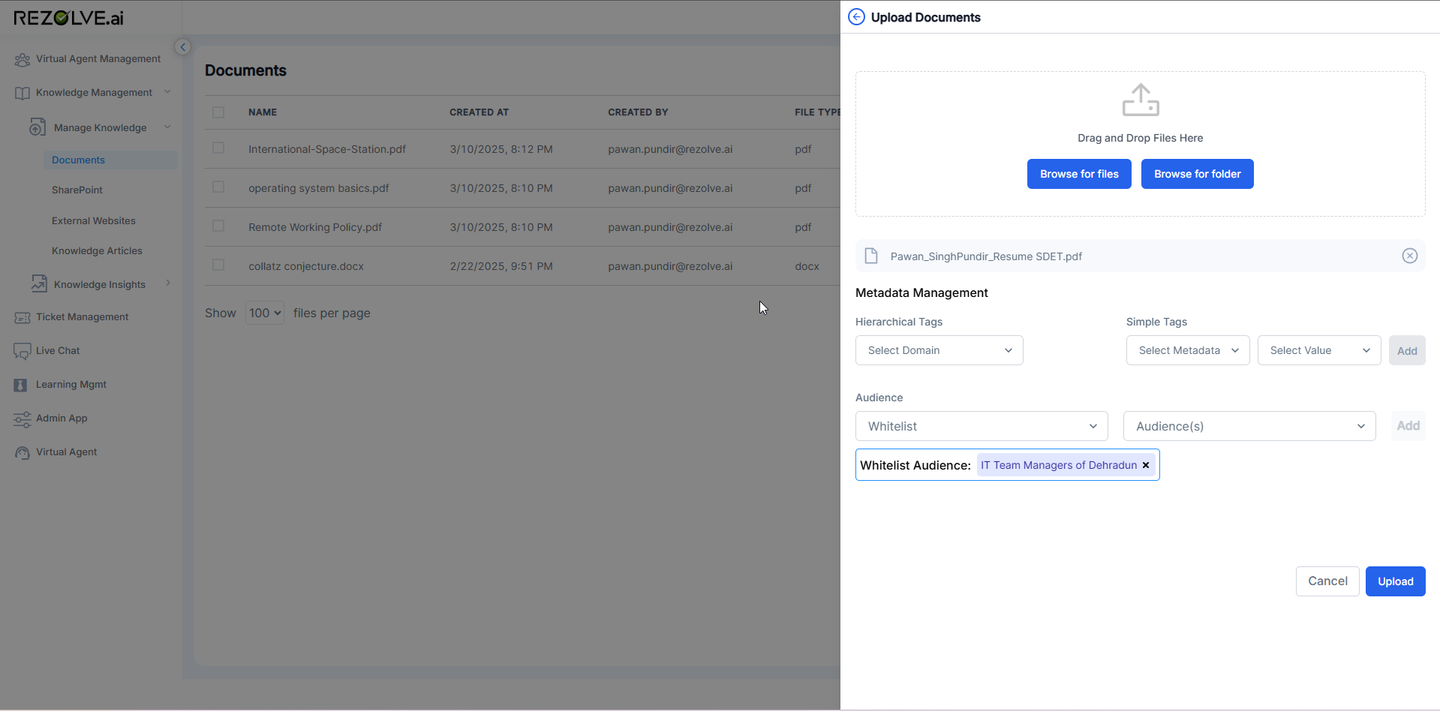 REZOLVE.ai
Virtual Agent Management
Knowledge Management
Manage Knowledge
Documents
SharePoint
External Websites
Knowledge Articles
Knowledge Insights
Ticket Management
Live Chat
Learning Mgmt
Admin App
Virtual Agent
Documents
NAME CREATED AT CREATED BY FILE TYPE
International-Space-Station.pdf 3/10/2025, 8:12 PM pawan.pundir@rezolve.ai pdf
operating system basics.pdf 3/10/2025, 8:10 PM pawan.pundir@rezolve.ai pdf
Remote Working Policy.pdf 3/10/2025, 8:10 PM pawan.pundir@rezolve.ai pdf
collatz conjecture.docx 2/22/2025, 9:51 PM pawan.pundir@rezolve.ai docx
Show 100 files per page
Upload Documents
Drag and Drop Files Here
Browse for files Browse for folder
Pawan_SinghPundir_Resume SDET.pdf
Metadata Management
Hierarchical Tags Simple Tags
Select Domain Select Metadata Select Value Add
Audience
Whitelist Audience(s) Add
Whitelist Audience: IT Team Managers of Dehradun ×
Cancel Upload